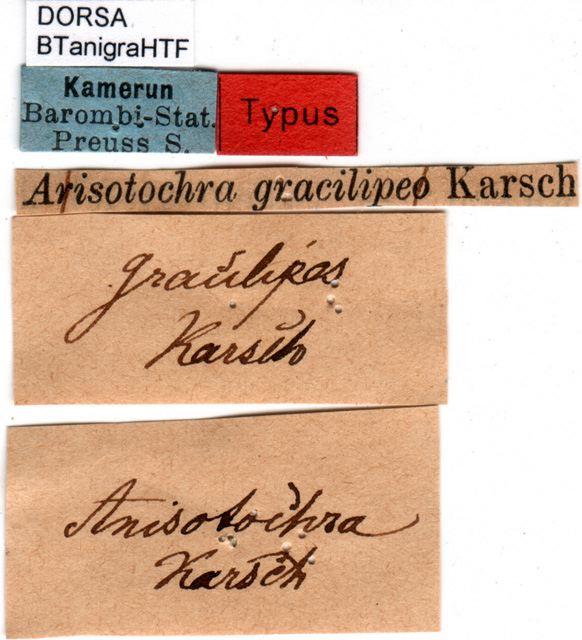 DORSA
BTanigraHTF
Kamerun
Barombi-Stat.
Preuss S.
Typus
Arisotochra gracilipeo Karsch
gracilipes
Karsch
Anisotochra
Karsch